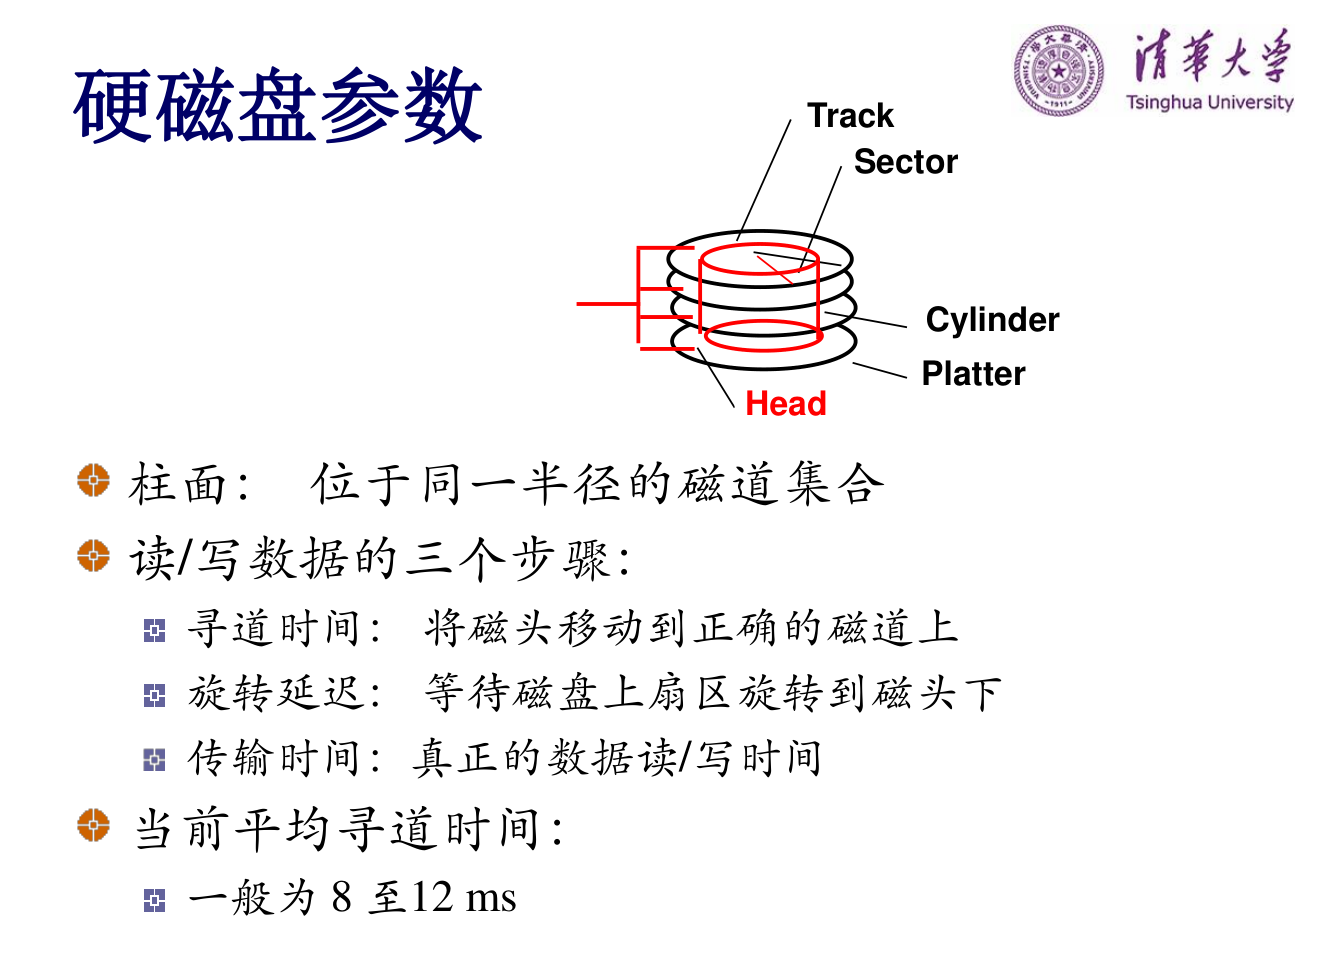 硬磁盘参数
清华大学
Tsinghua University
Track
Sector
Cylinder
Platter
Head
柱面： 位于同一半径的磁道集合
读/写数据的三个步骤：
寻道时间： 将磁头移动到正确的磁道上
旋转延迟： 等待磁盘上扇区旋转到磁头下
传输时间：真正的数据读/写时间
当前平均寻道时间：
一般为 8 至12 ms